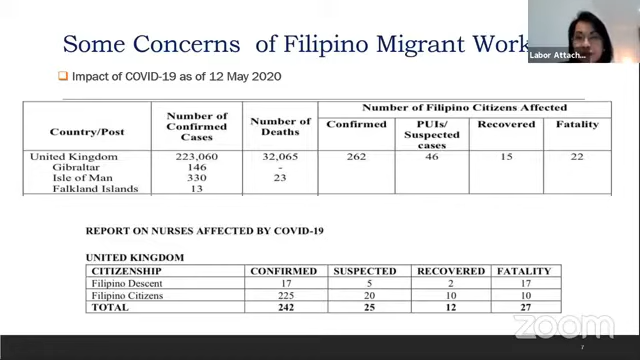 Some Concerns of Filipino Migrant Work
Labor Attach...
Impact of COVID-19 as of 12 May 2020
Country/Post Number of Confirmed Cases Number of Deaths Number of Filipino Citizens Affected
Confirmed PUIs/ Suspected cases Recovered Fatality
United Kingdom 223,060 32,065 262 46 15 22
Gibraltar 146 -
Isle of Man 330 23
Falkland Islands 13
REPORT ON NURSES AFFECTED BY COVID-19
UNITED KINGDOM
CITIZENSHIP CONFIRMED SUSPECTED RECOVERED FATALITY
Filipino Descent 17 5 2 17
Filipino Citizens 225 20 10 10
TOTAL 242 25 12 27
zoom
7